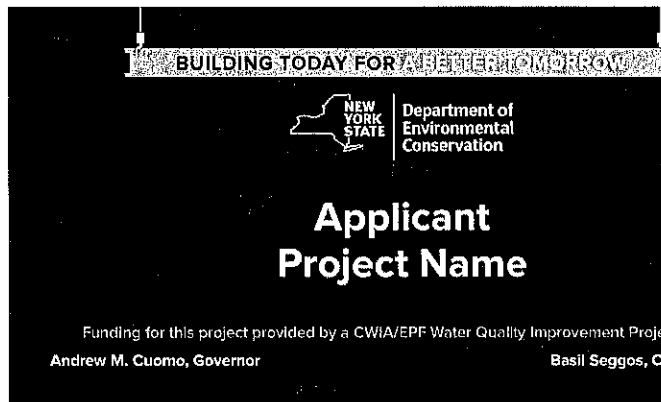 BUILDING TODAY FOR A BETTER TOMORROW
NEW
YORK
STATE
Department of
Environmental
Conservation
Applicant
Project Name
Funding for this project provided by a CWIA/EPF Water Quality Improvement
Andrew M. Cuomo, Governor
Basil Seggos,